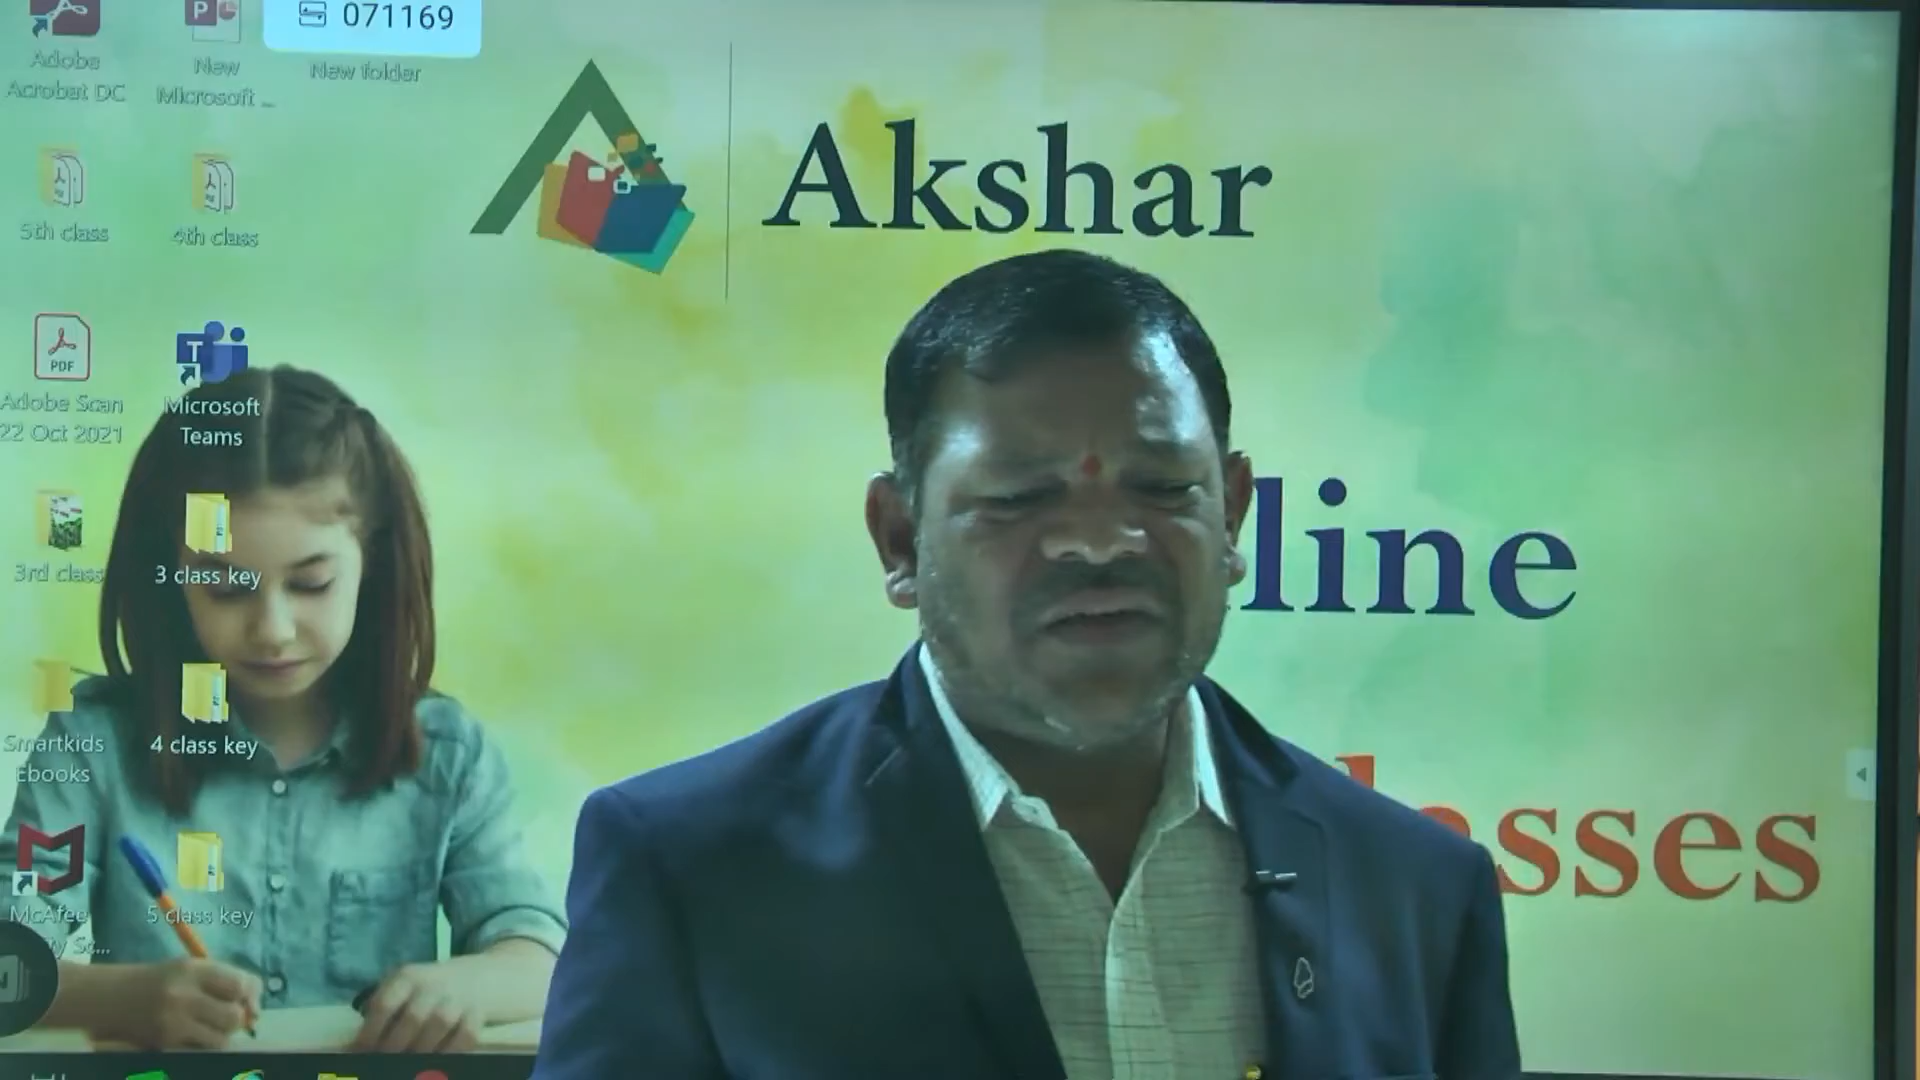 071169
Adobe
Acrobat DC
New
Microsoft ...
New folder
Akshar
5th class
4th class
PDF
Adobe Scan
22 Oct 2021
T
Microsoft
Teams
3rd class
3 class key
line
Smartkids
Ebooks
4 class key
sses
McAfee
5 class key